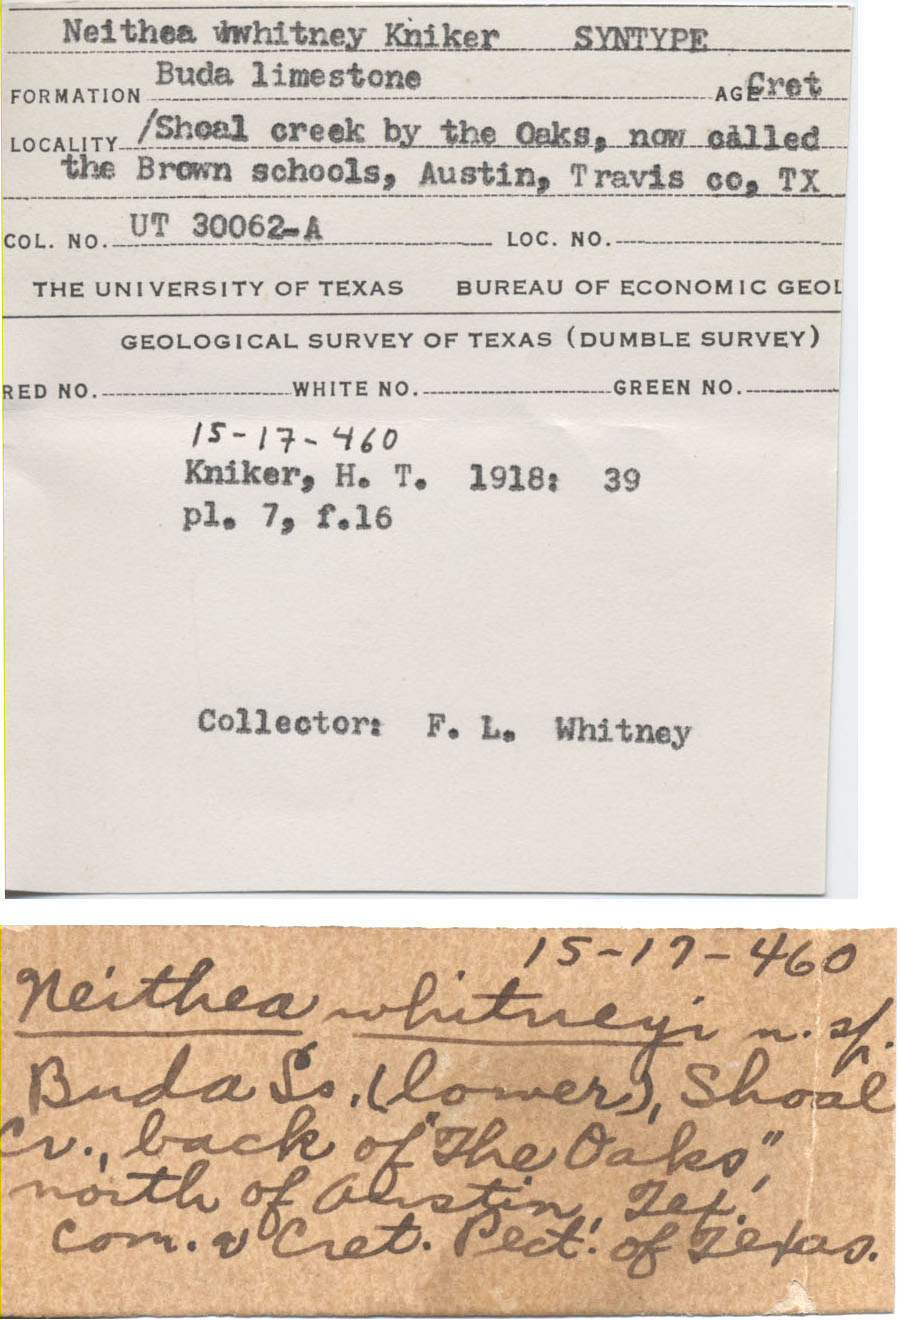 Neithea whitney Kniker SYNTYPE
FORMATION Buda limestone AGE Cret
LOCALITY /Shoal creek by the Oaks, now called
the Brown schools, Austin, Travis co, TX
COL. NO. UT 30062-A LOC. NO.
THE UNIVERSITY OF TEXAS BUREAU OF ECONOMIC GEOL
GEOLOGICAL SURVEY OF TEXAS (DUMBLE SURVEY)
RED NO. WHITE NO. GREEN NO.
15-17-460
Kniker, H. T. 1918: 39
pl. 7, f.16
Collector: F. L. Whitney
15-17-460
Neithea whitneyi n. sp.
Buda Ls. (lower), Shoal
Cr., back of "The Oaks",
north of Austin, Tex.
Com. & Cret. Pect. of Texas.